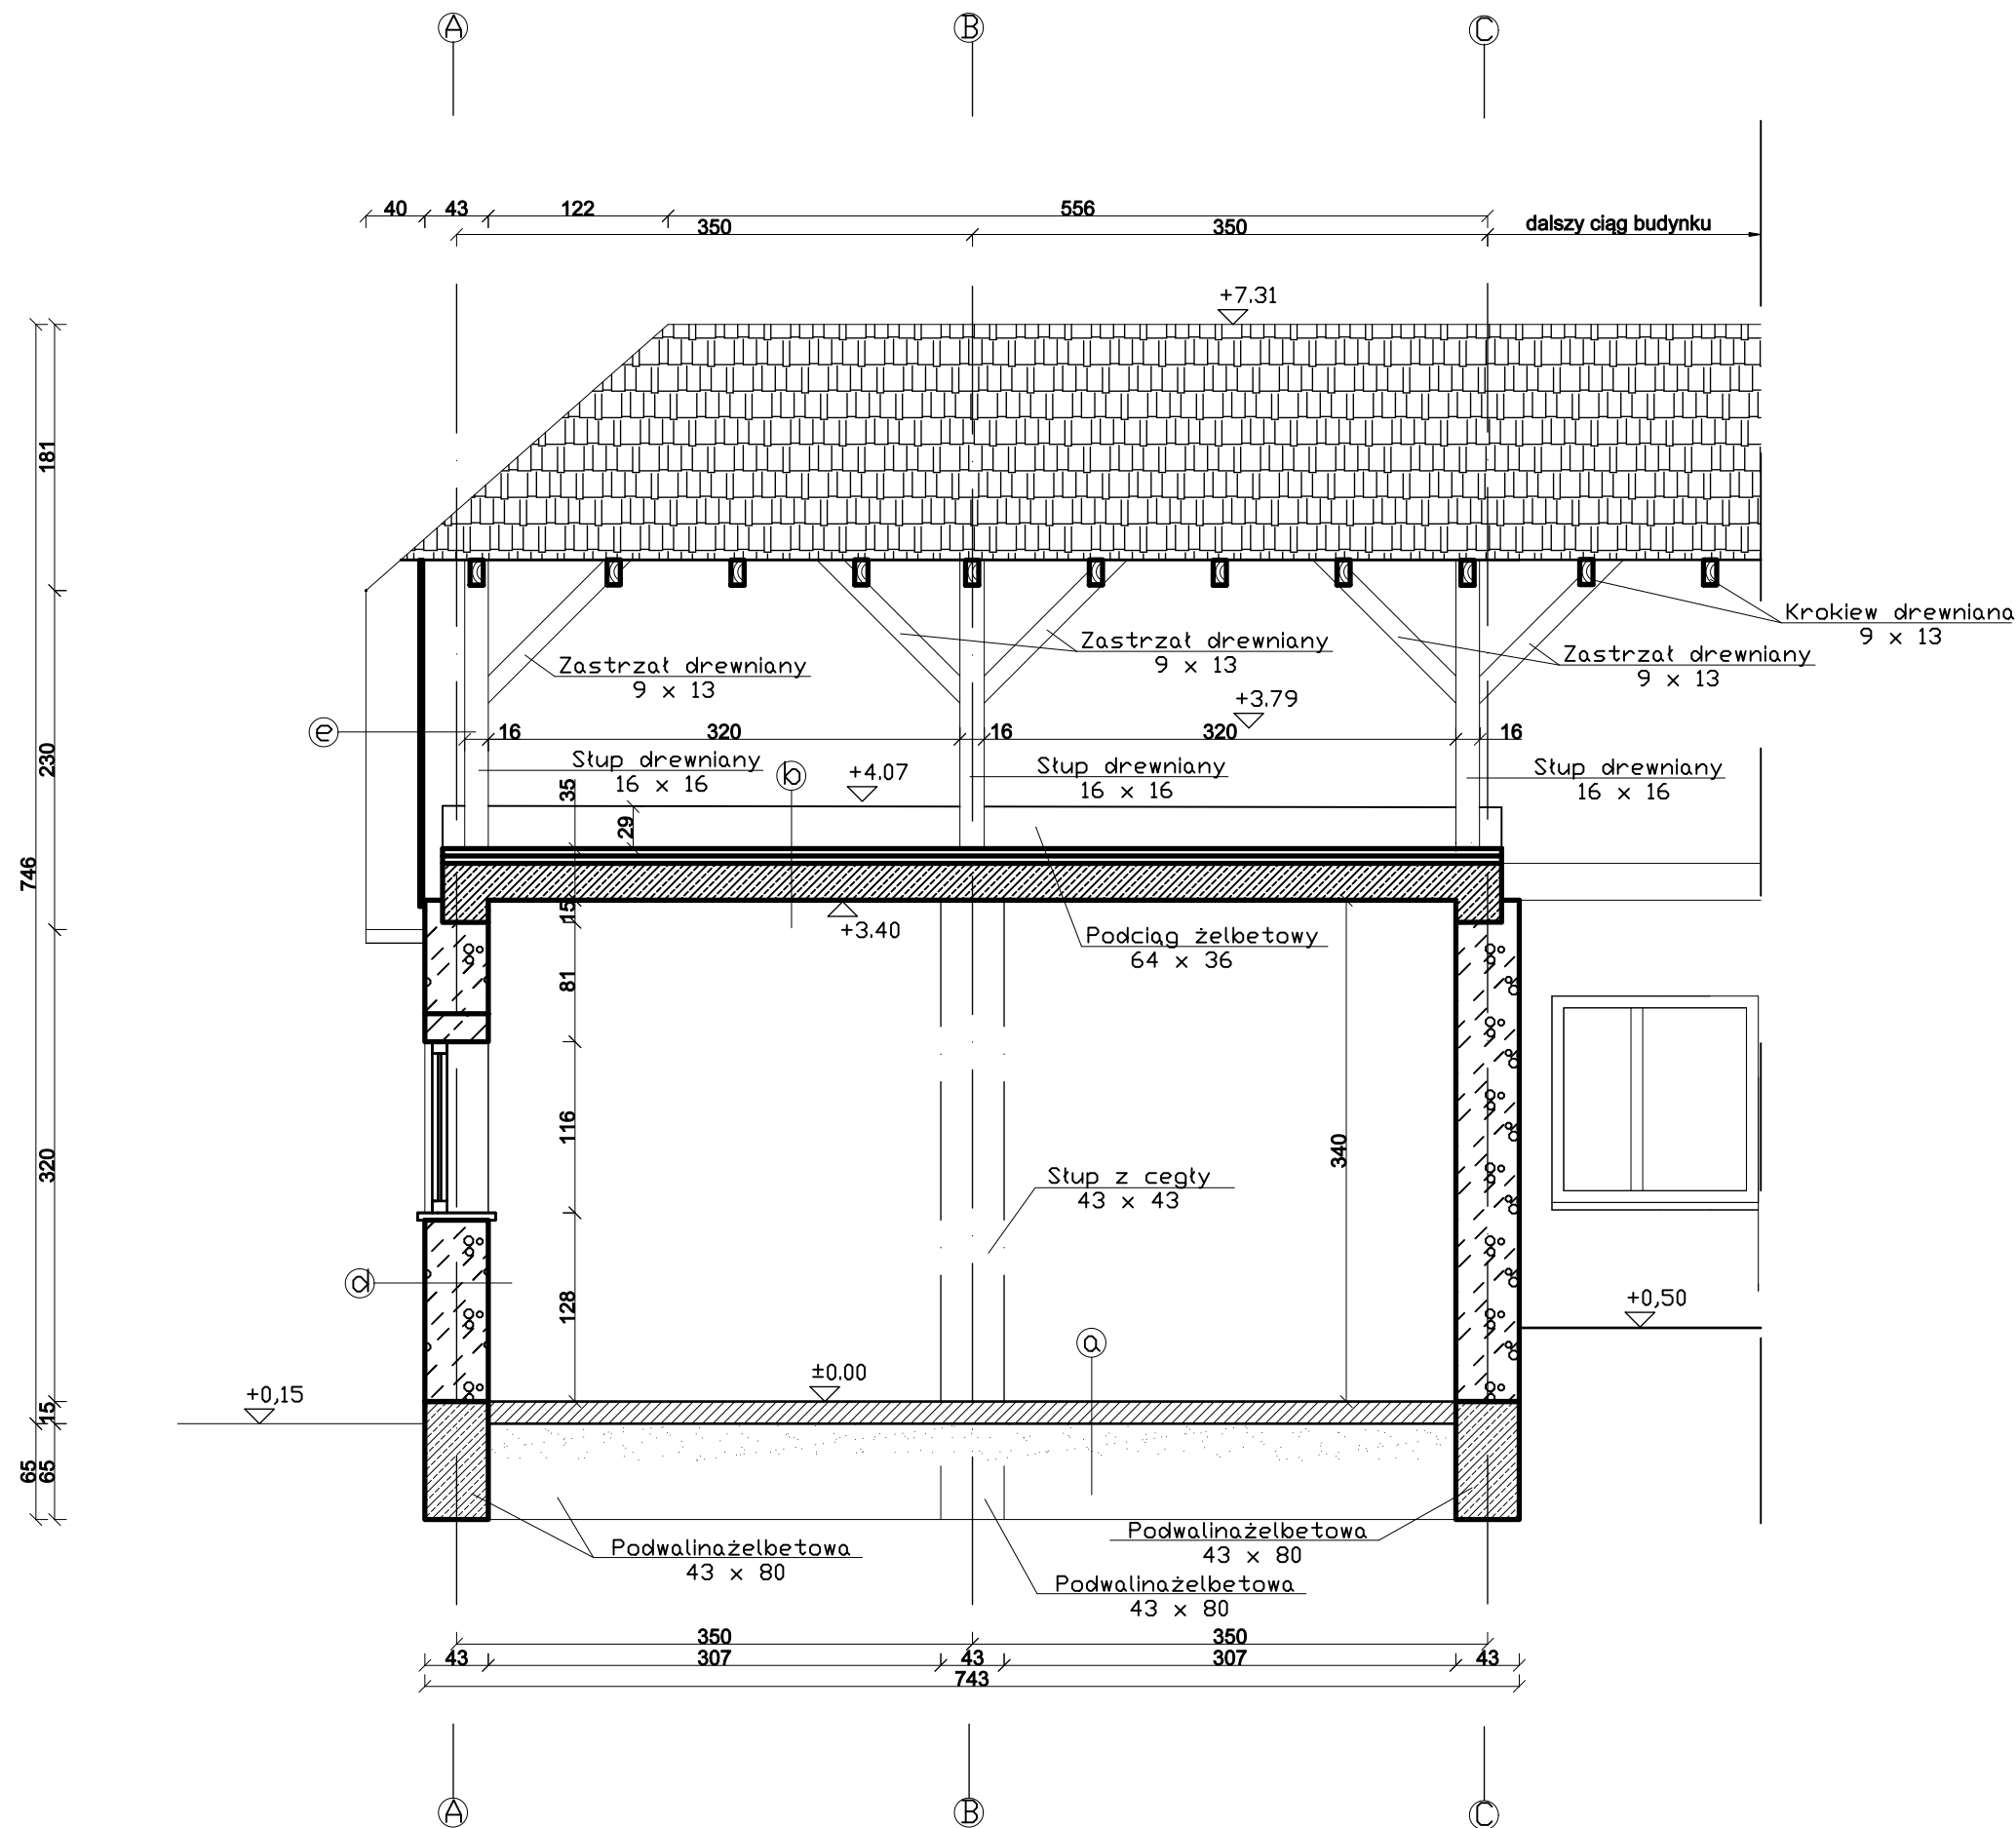 A B C
40 43 122 556
350 350 dalszy ciąg budynku
+7.31
181
Krokiew drewniana
9 x 13
Zastrzał drewniany
9 x 13
Zastrzał drewniany
9 x 13
Zastrzał drewniany
9 x 13
+3.79
e
16 320 16 320 16
230
Słup drewniany
16 x 16
b
+4.07
Słup drewniany
16 x 16
Słup drewniany
16 x 16
35
29
746
15
+3.40
Podciąg żelbetowy
64 x 36
81
116
320
340
Słup z cegły
43 x 43
d
128
+0,50
a
±0.00
+0,15
15
65 65
Podwalinażelbetowa
43 x 80
Podwalinażelbetowa
43 x 80
Podwalinażelbetowa
43 x 80
350 350
43 307 43 307 43
743
A B C